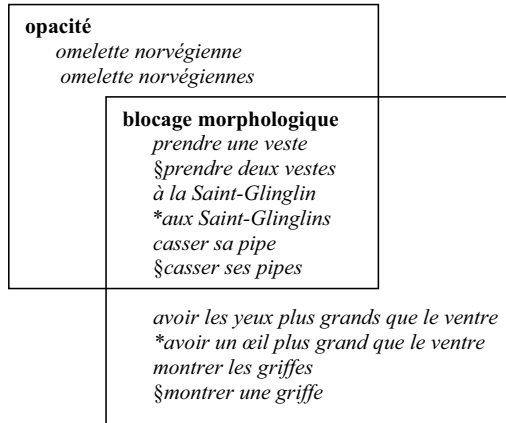 opacité
omelette norvégienne
omelette norvégiennes
blocage morphologique
prendre une veste
§prendre deux vestes
à la Saint-Glinglin
*aux Saint-Glinglins
casser sa pipe
§casser ses pipes
avoir les yeux plus grands que le ventre
*avoir un œil plus grand que le ventre
montrer les griffes
§montrer une griffe